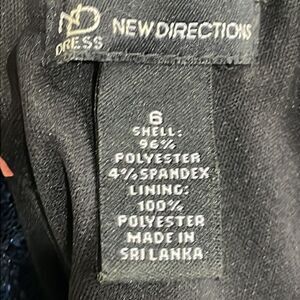 ND
DRESS
NEW DIRECTIONS
6
SHELL:
96%
POLYESTER
4% SPANDEX
LINING:
100%
POLYESTER
MADE IN
SRI LANKA